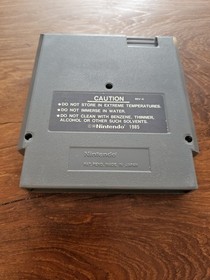 CAUTION
● DO NOT STORE IN EXTREME TEMPERATURES.
● DO NOT IMMERSE IN WATER.
● DO NOT CLEAN WITH BENZENE, THINNER,
ALCOHOL OR OTHER SUCH SOLVENTS.
©Nintendo 1985
Nintendo